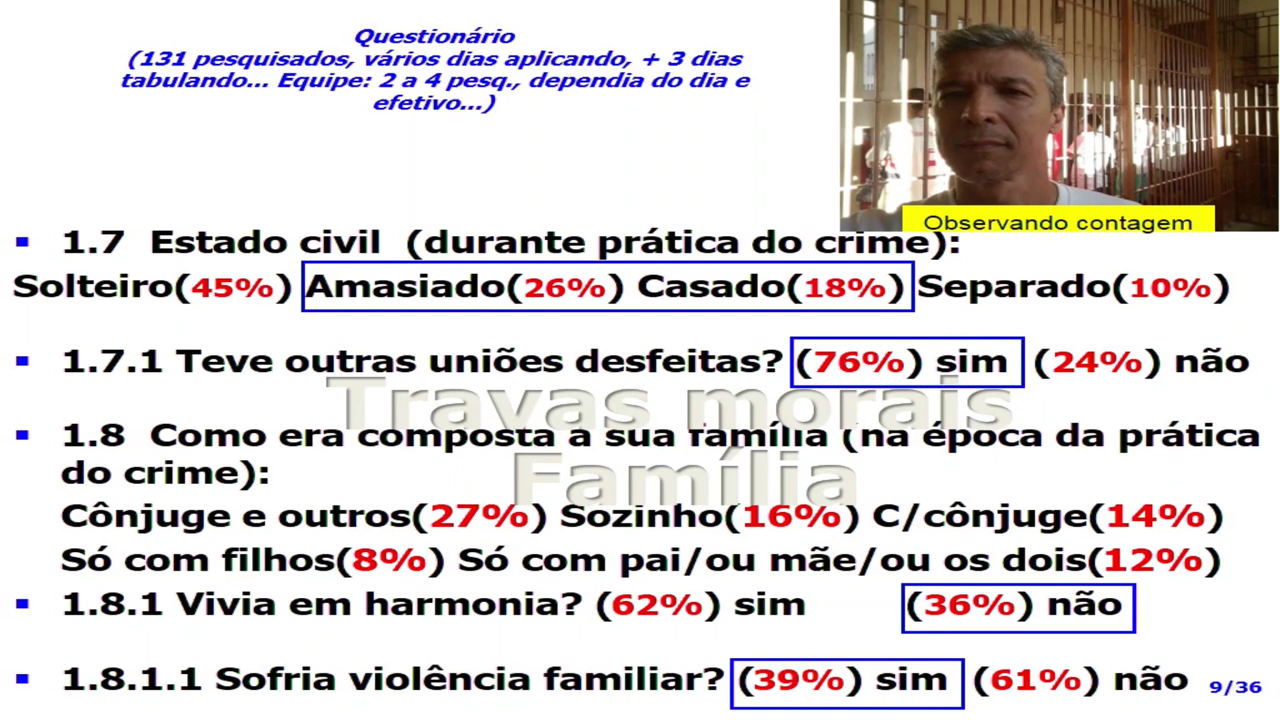 Questionário
(131 pesquisados, vários dias aplicando, + 3 dias
tabulando... Equipe: 2 a 4 pesq., dependia do dia e
efetivo...)
Observando contagem
1.7 Estado civil (durante prática do crime):
Solteiro(45%) Amasiado(26%) Casado(18%) Separado(10%)
1.7.1 Teve outras uniões desfeitas? (76%) sim (24%) não
Travas morais
1.8 Como era composta a sua família (na época da prática
do crime):
Família
Cônjuge e outros(27%) Sozinho(16%) C/cônjuge(14%)
Só com filhos(8%) Só com pai/ou mãe/ou os dois(12%)
1.8.1 Vivia em harmonia? (62%) sim (36%) não
1.8.1.1 Sofria violência familiar? (39%) sim (61%) não
9/36